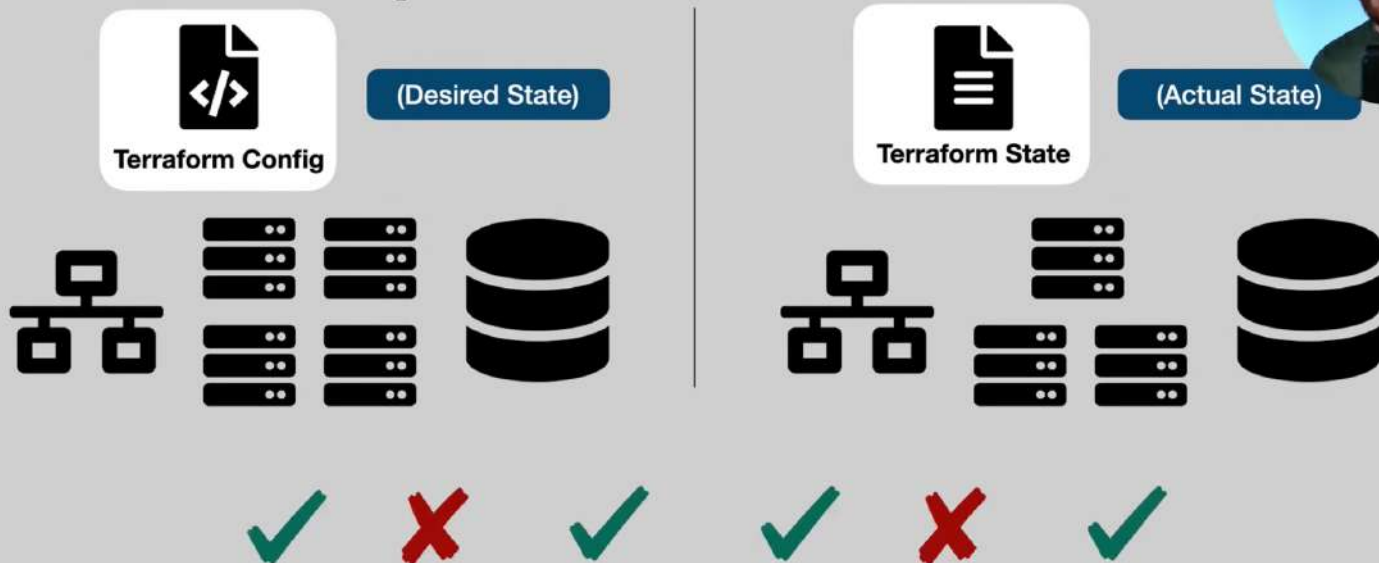 </>
(Desired State)
Terraform Config
(Actual State)
Terraform State